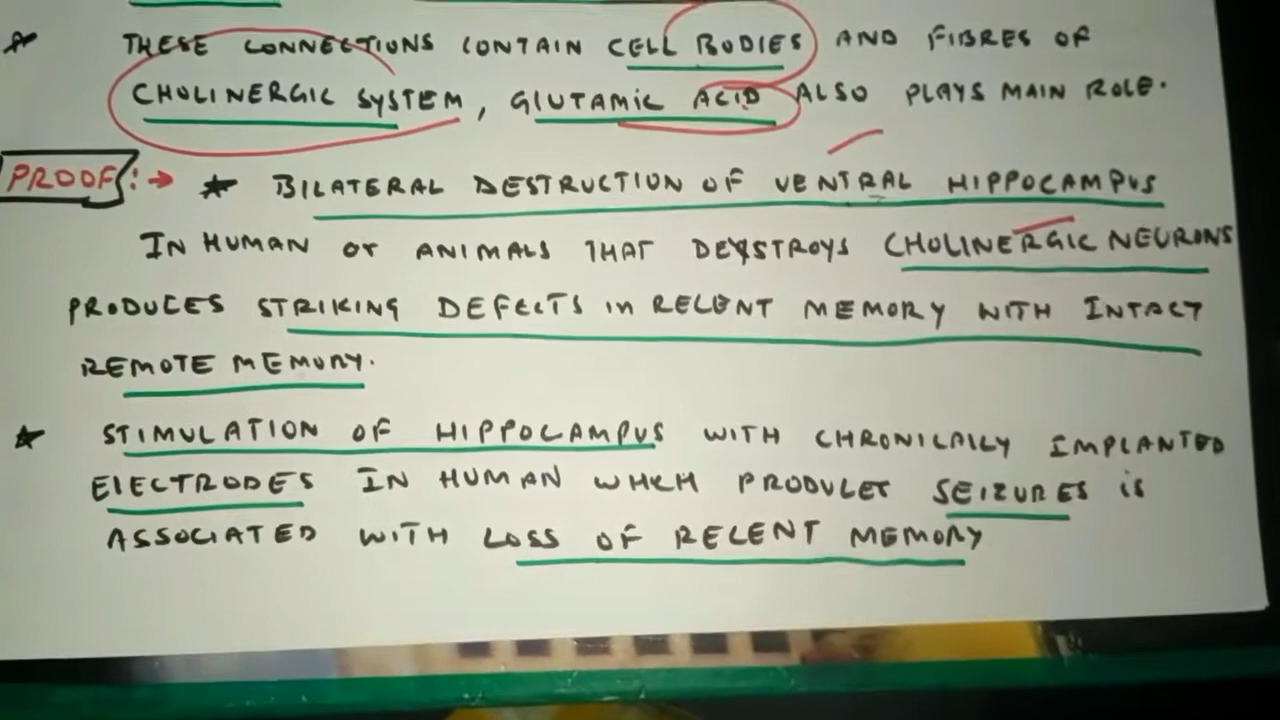 * THESE CONNECTIONS CONTAIN CELL BODIES AND FIBRES OF
CHOLINERGIC SYSTEM, GLUTAMIC ACID ALSO PLAYS MAIN ROLE.
PROOF:→ * BILATERAL DESTRUCTION OF VENTRAL HIPPOCAMPUS
IN HUMAN or ANIMALS THAT DEXSTROYS CHOLINERGIC NEURONS
PRODUCES STRIKING DEFECTS in RECENT MEMORY WITH INTACT
REMOTE MEMORY.
* STIMULATION OF HIPPOCAMPUS WITH CHRONICALLY IMPLANTED
ELECTRODES IN HUMAN WHICH PRODUCES SEIZURES is
ASSOCIATED WITH LOSS OF RECENT MEMORY